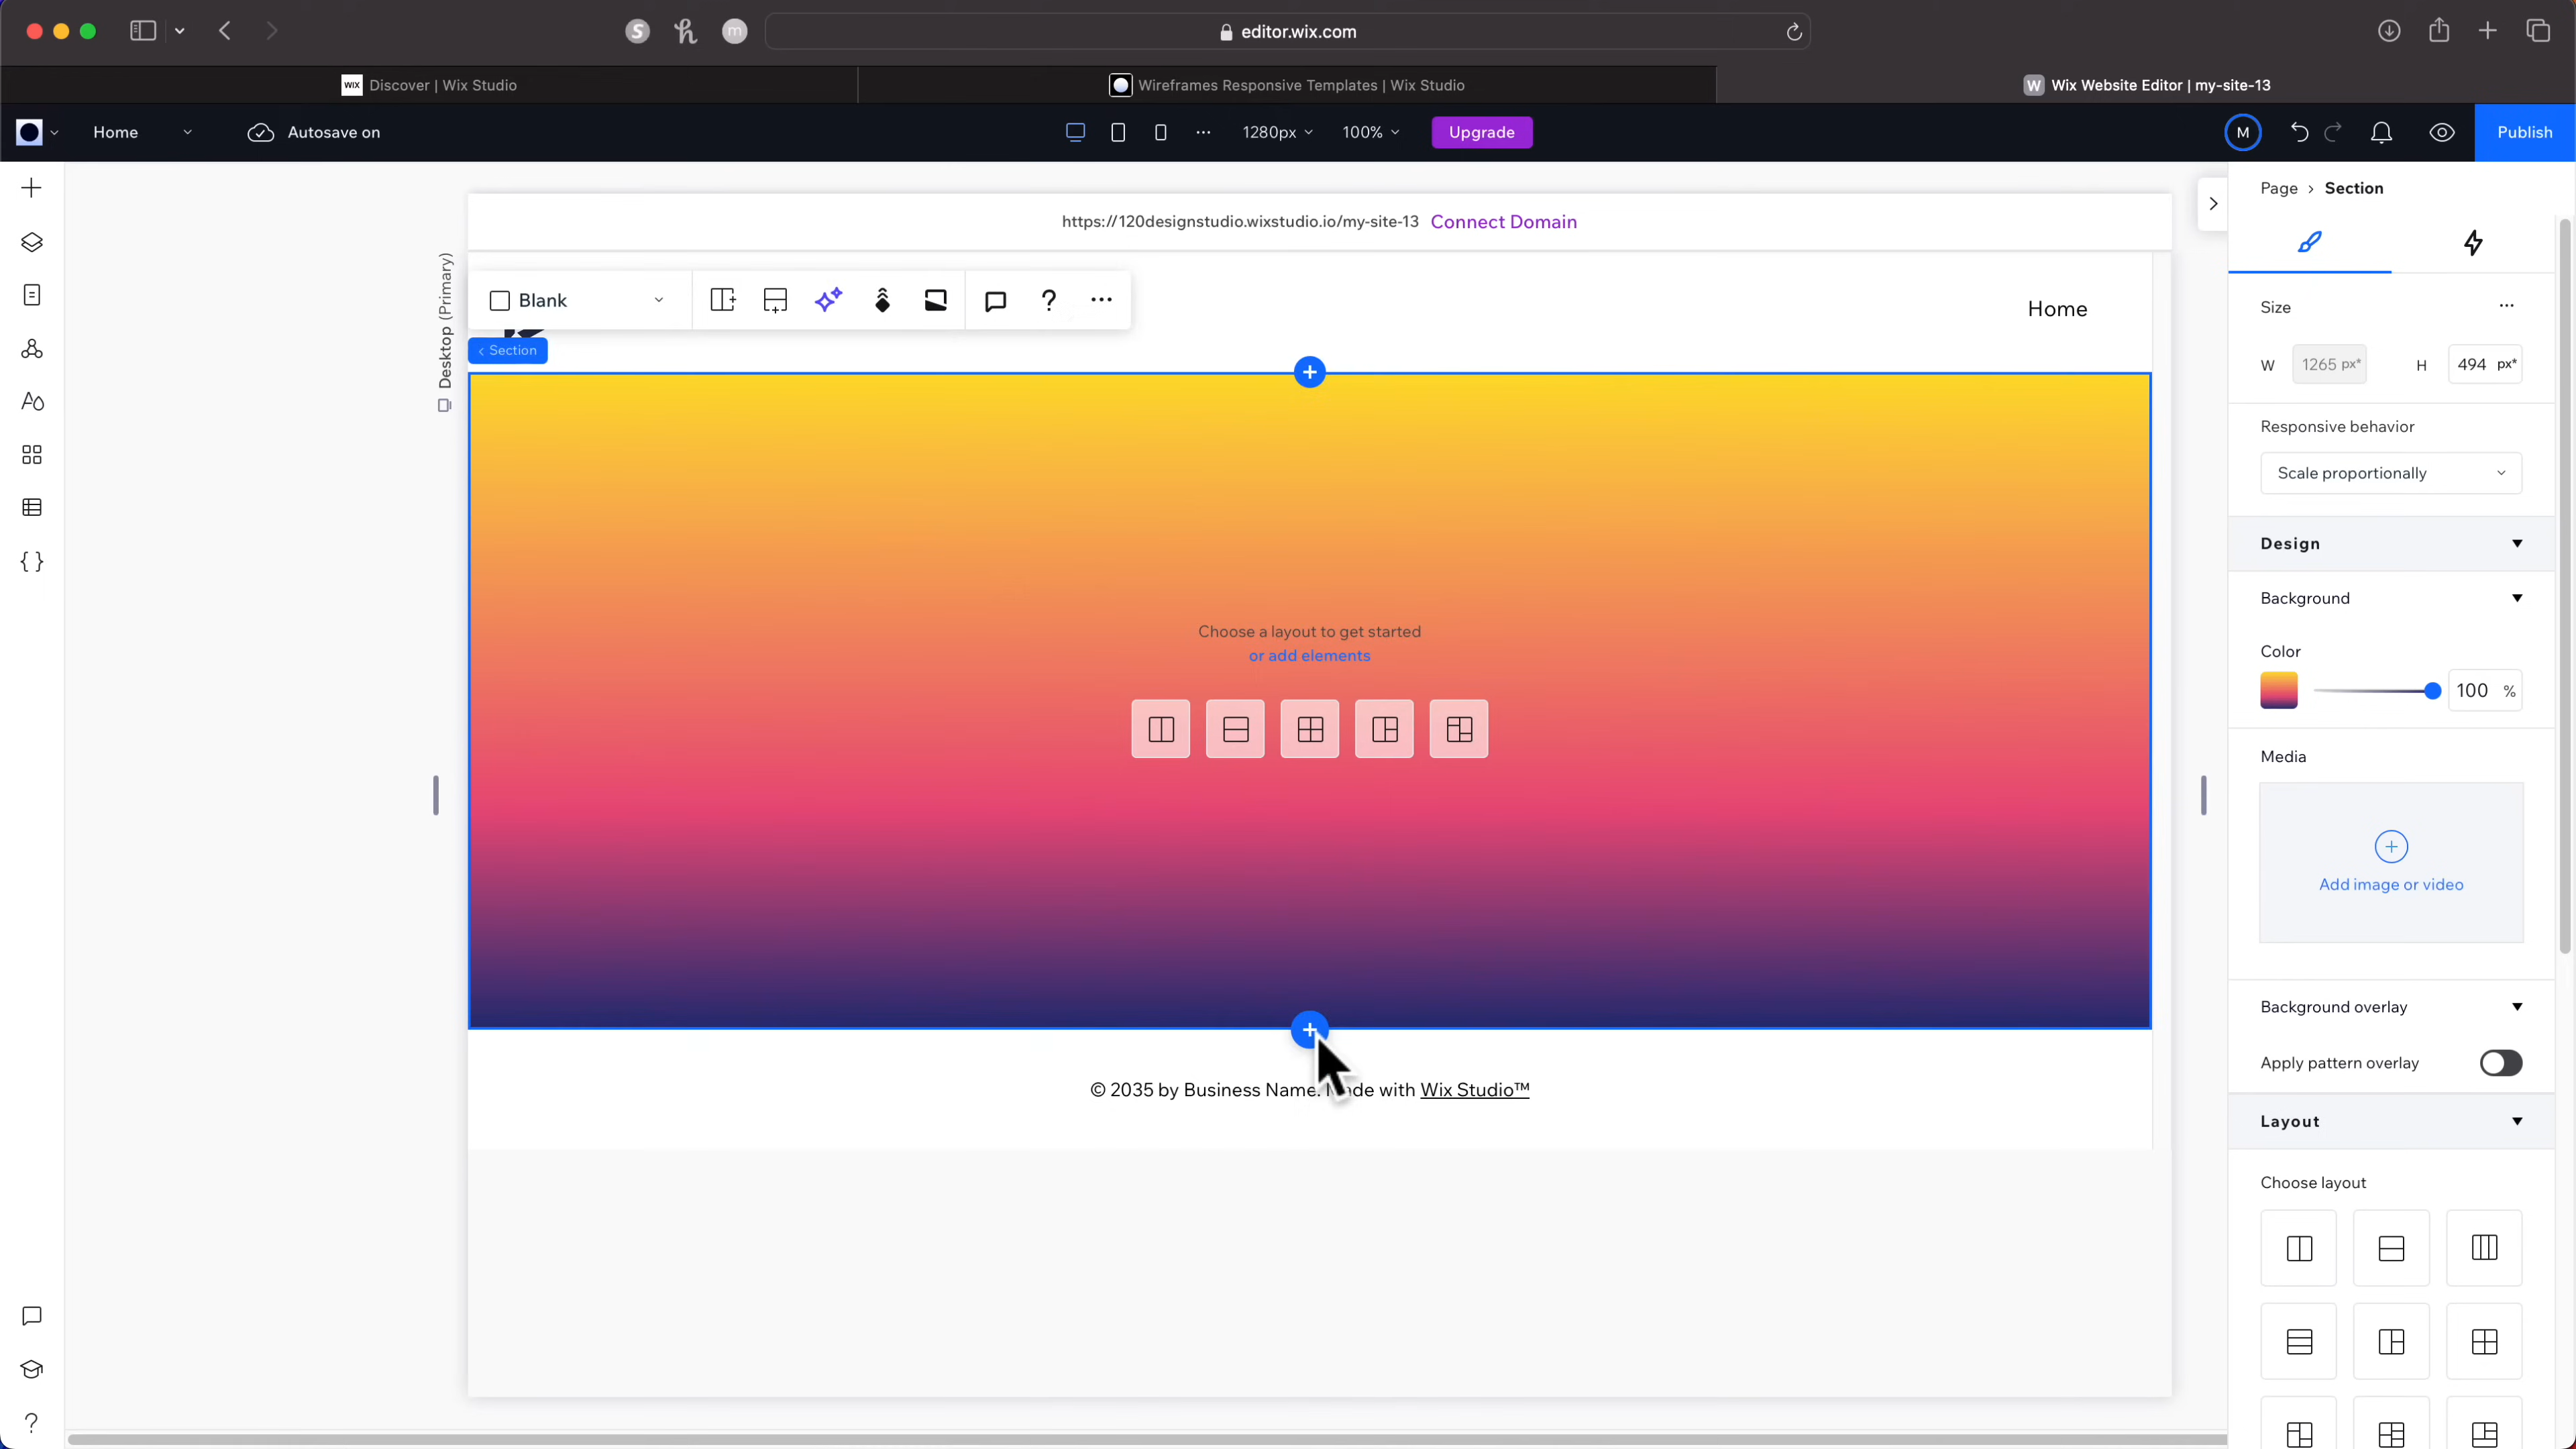 editor.wix.com
WIX Discover | Wix Studio
Wireframes Responsive Templates | Wix Studio
W Wix Website Editor | my-site-13
Home
Autosave on
1280px
100%
Upgrade
M
Publish
Page > Section
https://120designstudio.wixstudio.io/my-site-13 Connect Domain
Desktop (Primary)
Blank
Home
< Section
Size
W 1265 px* H 494 px*
Responsive behavior
Scale proportionally
Design
Background
Choose a layout to get started
or add elements
Color
100 %
Media
Add image or video
Background overlay
Apply pattern overlay
© 2035 by Business Name. de with Wix Studio™
Layout
Choose layout